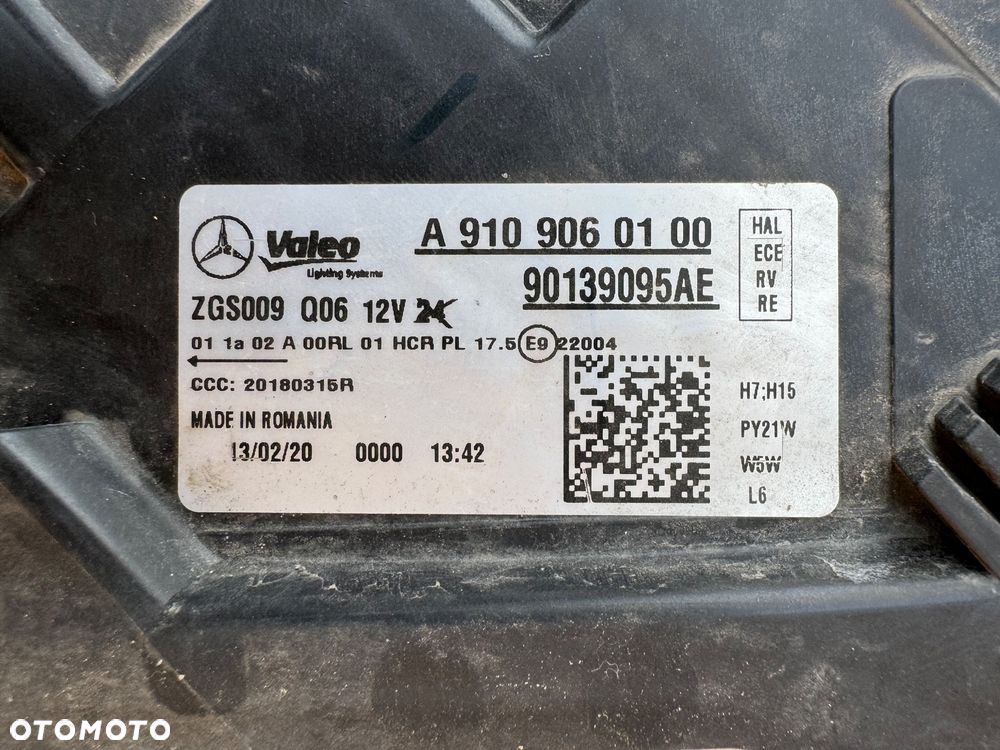 Valeo
Lighting Systems
A 910 906 01 00
90139095AE
HAL
ECE
RV
RE
ZGS009 Q06 12V 24
01 1a 02 A 00RL 01 HCR PL 17.5 E9 22004
CCC: 20180315R
MADE IN ROMANIA
13/02/20 0000 13:42
H7;H15
PY21W
W5W
L6
OTOMOTO